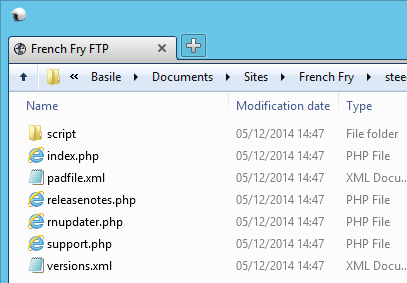 French Fry FTP
« Basile Documents Sites French Fry stee
Name Modification date Type
script 05/12/2014 14:47 File folder
index.php 05/12/2014 14:47 PHP File
padfile.xml 05/12/2014 14:47 XML Docu...
releasenotes.php 05/12/2014 14:47 PHP File
rnupdater.php 05/12/2014 14:47 PHP File
support.php 05/12/2014 14:47 PHP File
versions.xml 05/12/2014 14:47 XML Docu...